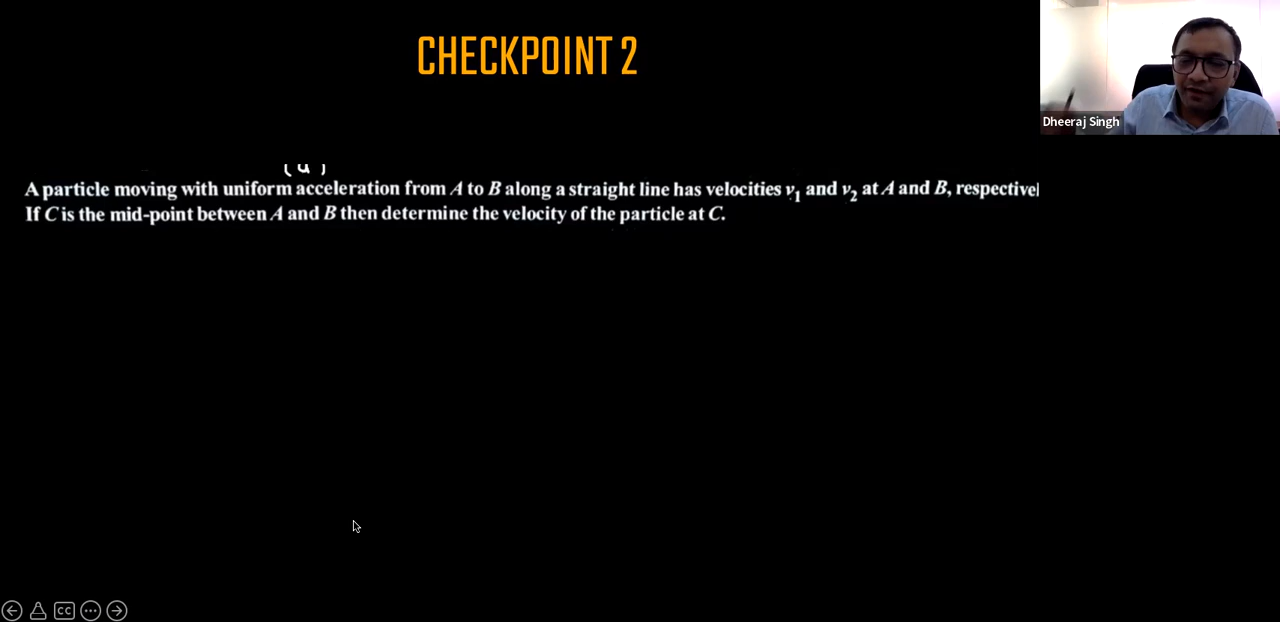 CHECKPOINT 2
Dheeraj Singh
A particle moving with uniform acceleration from A to B along a straight line has velocities v₁ and v₂ at A and B, respectivel
If C is the mid-point between A and B then determine the velocity of the particle at C.
CC